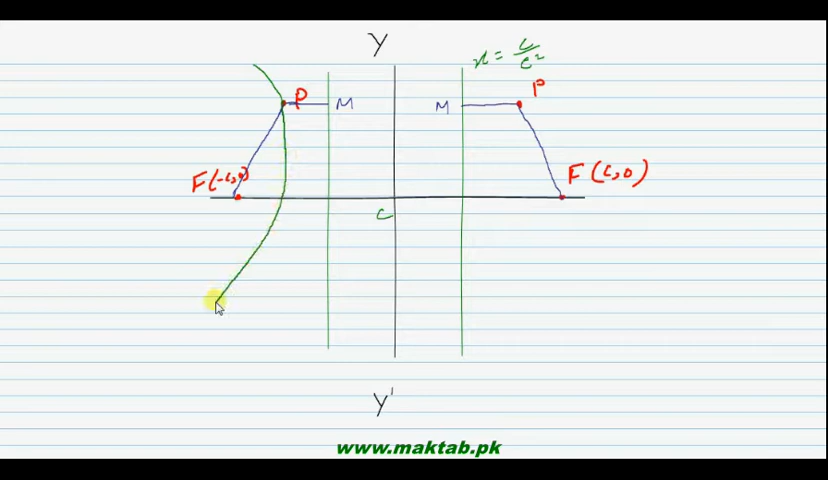 Y
x = c/e²
P
P
M
M
F(-c,0)
F(c,0)
C
Y'
www.maktab.pk